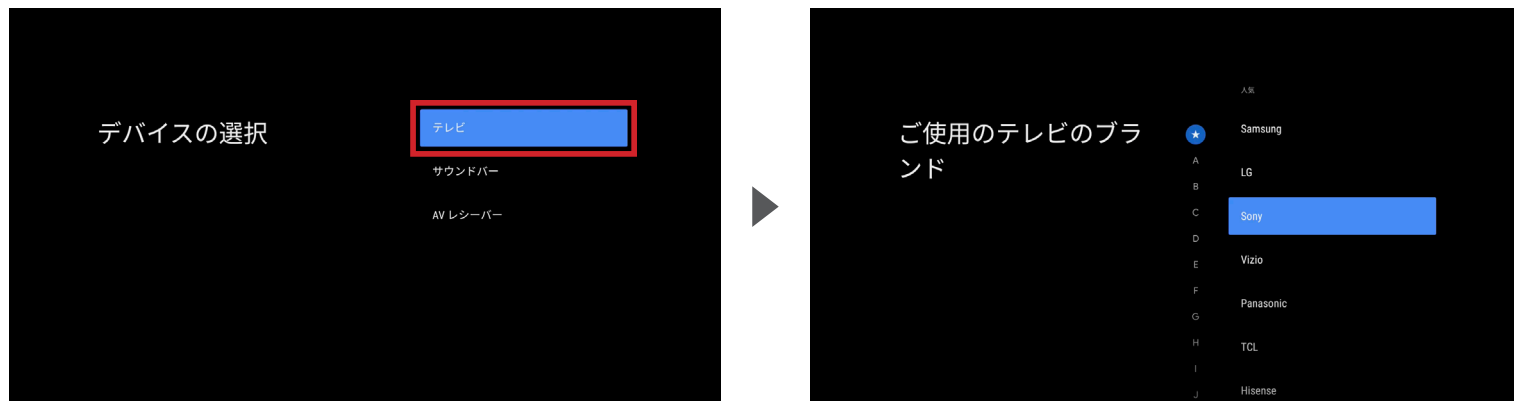 デバイスの選択
テレビ
サウンドバー
AV レシーバー
ご使用のテレビのブラ
ンド
A
B
C
D
E
F
G
H
I
J
人気
Samsung
LG
Sony
Vizio
Panasonic
TCL
Hisense